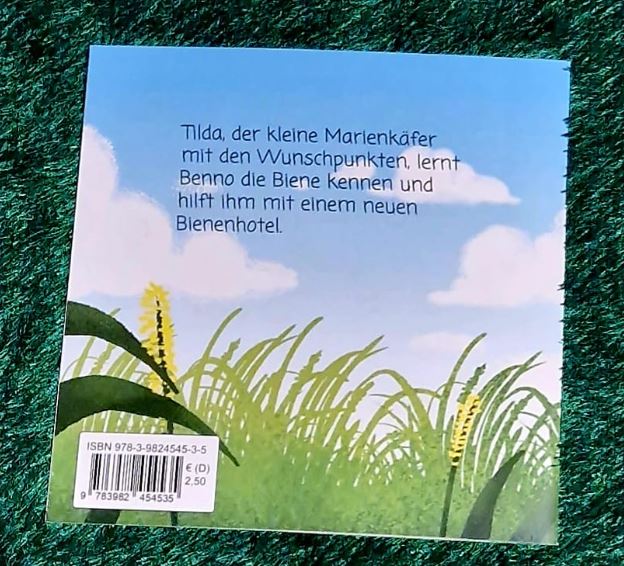 Tilda, der kleine Marienkäfer
mit den Wunschpunkten, lernt
Benno die Biene kennen und
hilft ihm mit einem neuen
Bienenhotel.
ISBN 978-3-9824545-3-5
€ (D)
2,50
9 783982 454535